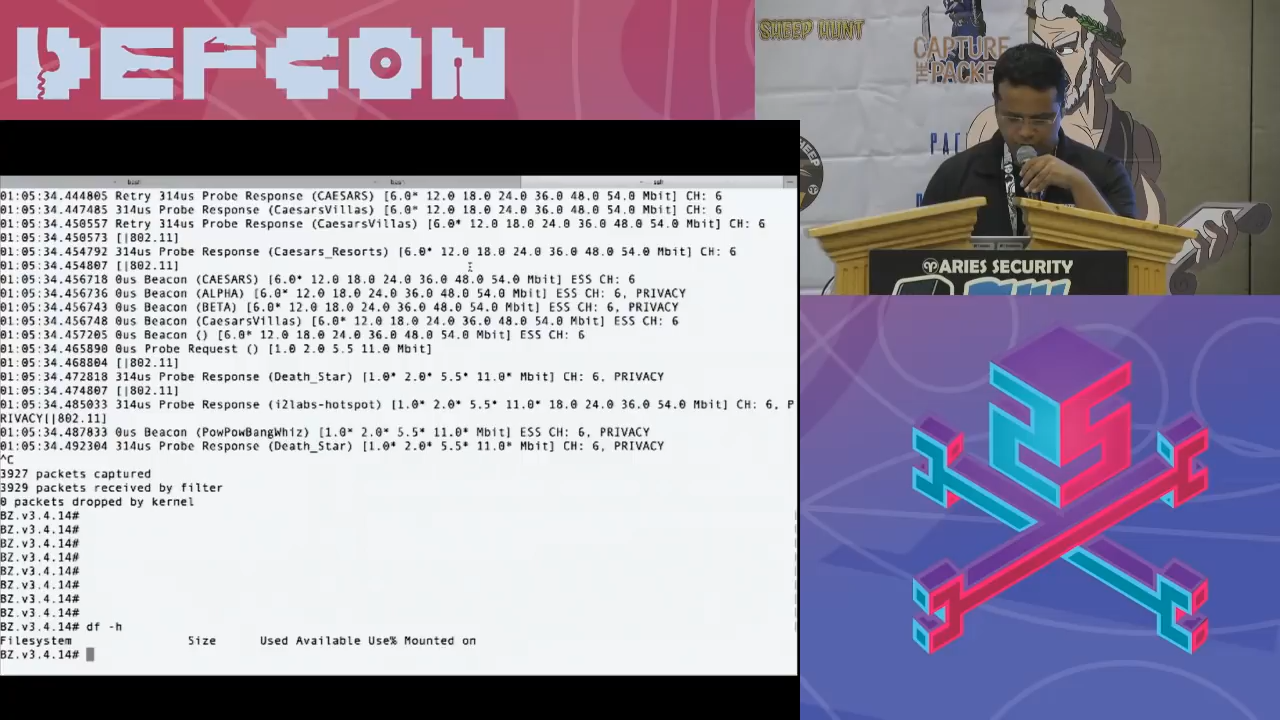 DEFCON
SHEEP HUNT
CAPTURE
THE PACKE
ARIES SECURITY
bash
bash
ssh
01:05:34.444805 Retry 314us Probe Response (CAESARS) [6.0* 12.0 18.0 24.0 36.0 48.0 54.0 Mbit] CH: 6
01:05:34.447485 314us Probe Response (CaesarsVillas) [6.0* 12.0 18.0 24.0 36.0 48.0 54.0 Mbit] CH: 6
01:05:34.450557 Retry 314us Probe Response (CaesarsVillas) [6.0* 12.0 18.0 24.0 36.0 48.0 54.0 Mbit] CH: 6
01:05:34.450573 [|802.11]
01:05:34.454792 314us Probe Response (Caesars_Resorts) [6.0* 12.0 18.0 24.0 36.0 48.0 54.0 Mbit] CH: 6
01:05:34.454807 [|802.11]
01:05:34.456718 0us Beacon (CAESARS) [6.0* 12.0 18.0 24.0 36.0 48.0 54.0 Mbit] ESS CH: 6
01:05:34.456736 0us Beacon (ALPHA) [6.0* 12.0 18.0 24.0 36.0 48.0 54.0 Mbit] ESS CH: 6, PRIVACY
01:05:34.456743 0us Beacon (BETA) [6.0* 12.0 18.0 24.0 36.0 48.0 54.0 Mbit] ESS CH: 6, PRIVACY
01:05:34.456748 0us Beacon (CaesarsVillas) [6.0* 12.0 18.0 24.0 36.0 48.0 54.0 Mbit] ESS CH: 6
01:05:34.457205 0us Beacon () [6.0* 12.0 18.0 24.0 36.0 48.0 54.0 Mbit] ESS CH: 6
01:05:34.465890 0us Probe Request () [1.0 2.0 5.5 11.0 Mbit]
01:05:34.468804 [|802.11]
01:05:34.472818 314us Probe Response (Death_Star) [1.0* 2.0* 5.5* 11.0* Mbit] CH: 6, PRIVACY
01:05:34.474807 [|802.11]
01:05:34.485033 314us Probe Response (i2labs-hotspot) [1.0* 2.0* 5.5* 11.0* 18.0 24.0 36.0 54.0 Mbit] CH: 6, P
RIVACY[|802.11]
01:05:34.487833 0us Beacon (PowPowBangWhiz) [1.0* 2.0* 5.5* 11.0* Mbit] ESS CH: 6, PRIVACY
01:05:34.492304 314us Probe Response (Death_Star) [1.0* 2.0* 5.5* 11.0* Mbit] CH: 6, PRIVACY
^C
3927 packets captured
3929 packets received by filter
0 packets dropped by kernel
BZ.v3.4.14#
BZ.v3.4.14#
BZ.v3.4.14#
BZ.v3.4.14#
BZ.v3.4.14#
BZ.v3.4.14#
BZ.v3.4.14#
BZ.v3.4.14#
BZ.v3.4.14# df -h
Filesystem Size Used Available Use% Mounted on
BZ.v3.4.14#